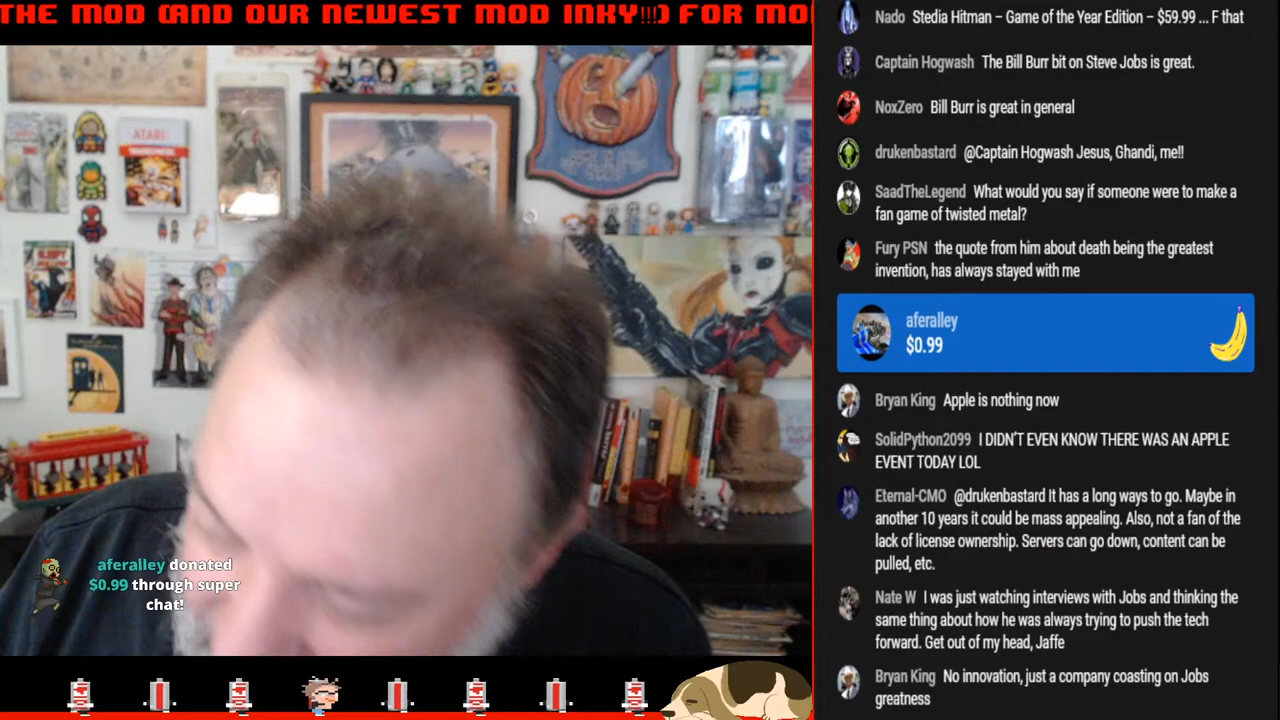 THE MOD (AND OUR NEWEST MOD INKY!!!) FOR MO
ATARI
aferalley donated
$0.99 through super
chat!
Nado Stedia Hitman – Game of the Year Edition – $59.99 ... F that
Captain Hogwash The Bill Burr bit on Steve Jobs is great.
NoxZero Bill Burr is great in general
drukenbastard @Captain Hogwash Jesus, Ghandi, me!!
SaadTheLegend What would you say if someone were to make a
fan game of twisted metal?
Fury PSN the quote from him about death being the greatest
invention, has always stayed with me
aferalley
$0.99
Bryan King Apple is nothing now
SolidPython2099 I DIDN'T EVEN KNOW THERE WAS AN APPLE
EVENT TODAY LOL
Eternal-CMO @drukenbastard It has a long ways to go. Maybe in
another 10 years it could be mass appealing. Also, not a fan of the
lack of license ownership. Servers can go down, content can be
pulled, etc.
Nate W I was just watching interviews with Jobs and thinking the
same thing about how he was always trying to push the tech
forward. Get out of my head, Jaffe
Bryan King No innovation, just a company coasting on Jobs
greatness